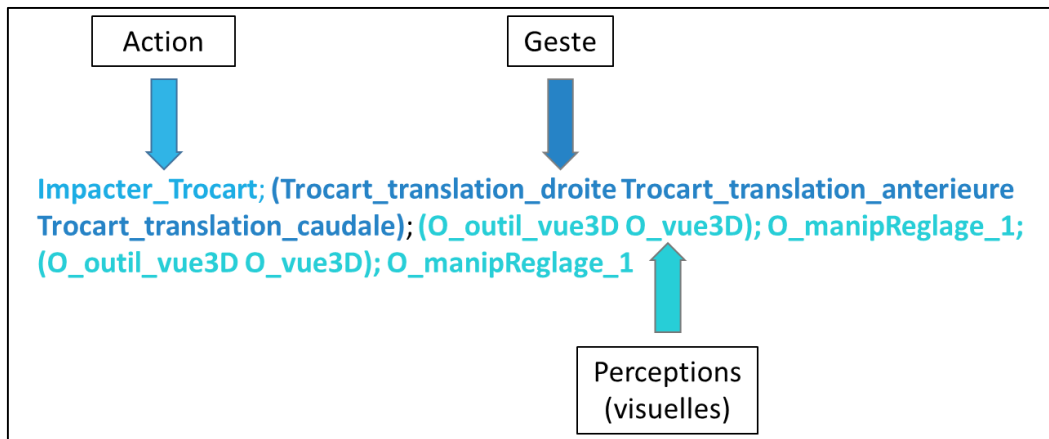 Action
Geste
Impacter_Trocart; (Trocart_translation_droite Trocart_translation_anterieure
Trocart_translation_caudale); (O_outil_vue3D O_vue3D); O_manipReglage_1;
(O_outil_vue3D O_vue3D); O_manipReglage_1
Perceptions
(visuelles)